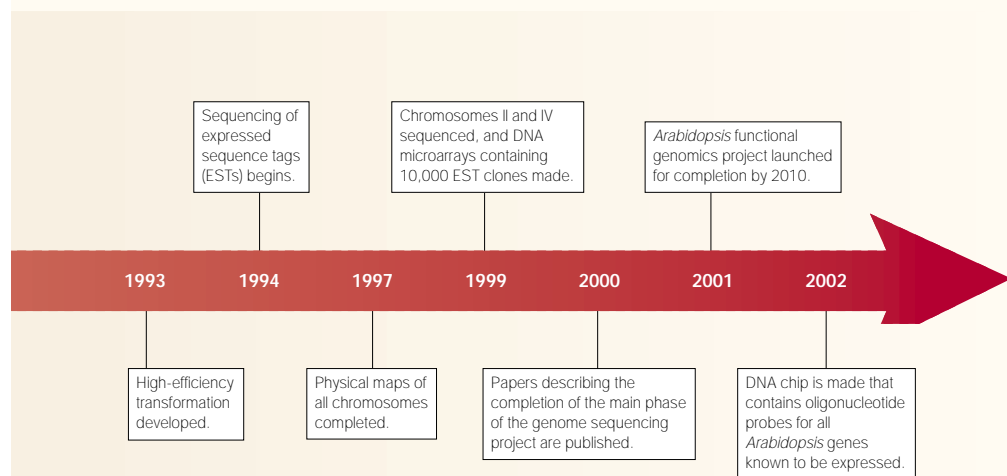 Sequencing of
expressed
sequence tags
(ESTs) begins.
Chromosomes II and IV
sequenced, and DNA
microarrays containing
10,000 EST clones made.
Arabidopsis functional
genomics project launched
for completion by 2010.
1993 1994 1997 1999 2000 2001 2002
High-efficiency
transformation
developed.
Physical maps of
all chromosomes
completed.
Papers describing the
completion of the main phase
of the genome sequencing
project are published.
DNA chip is made that
contains oligonucleotide
probes for all
Arabidopsis genes
known to be expressed.